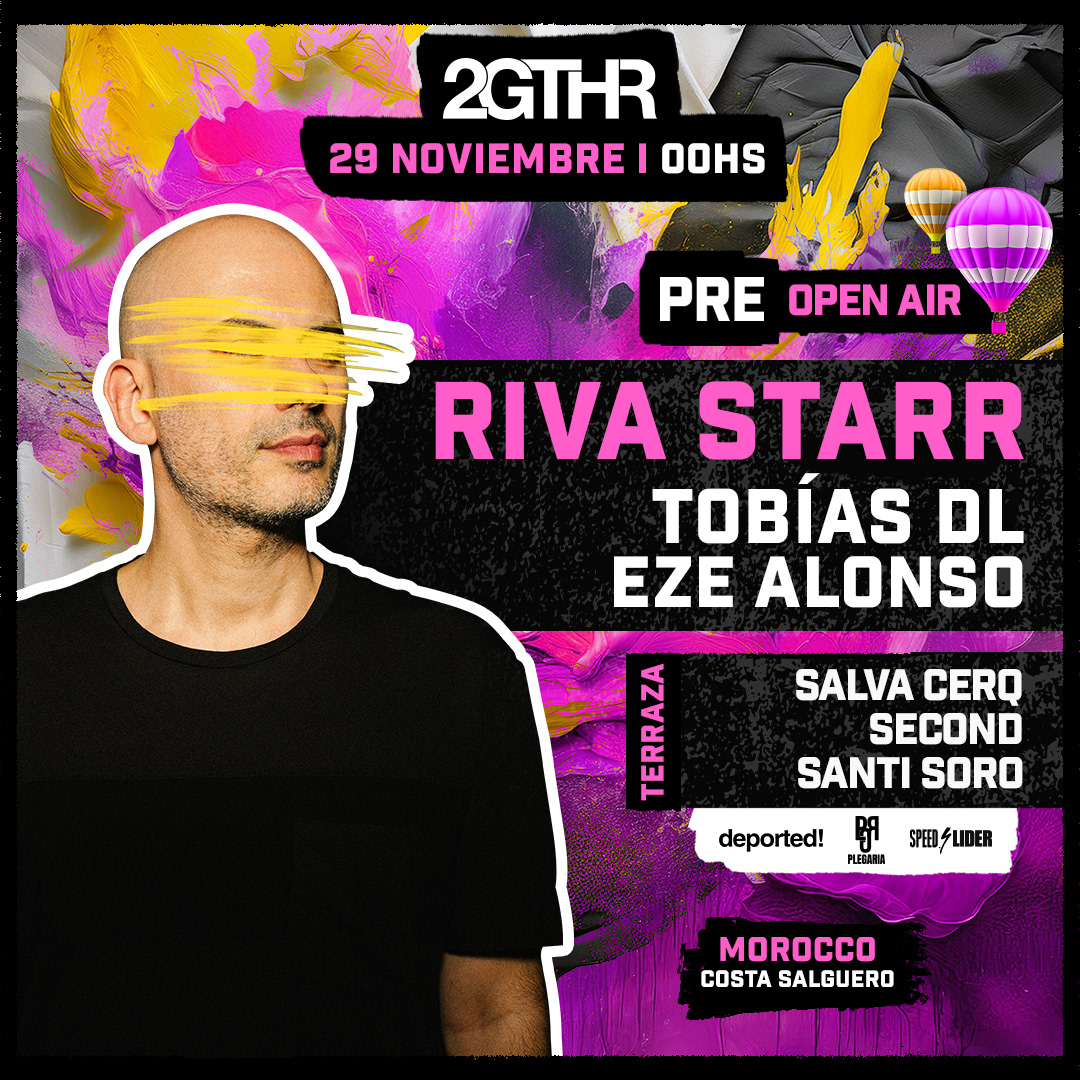 2GTHR
29 NOVIEMBRE | 00HS
PRE OPEN AIR
RIVA STARR
TOBÍAS DL
EZE ALONSO
TERRAZA
SALVA CERQ
SECOND
SANTI SORO
deported! PLEGARIA SPEED SLIDER
MOROCCO
COSTA SALGUERO